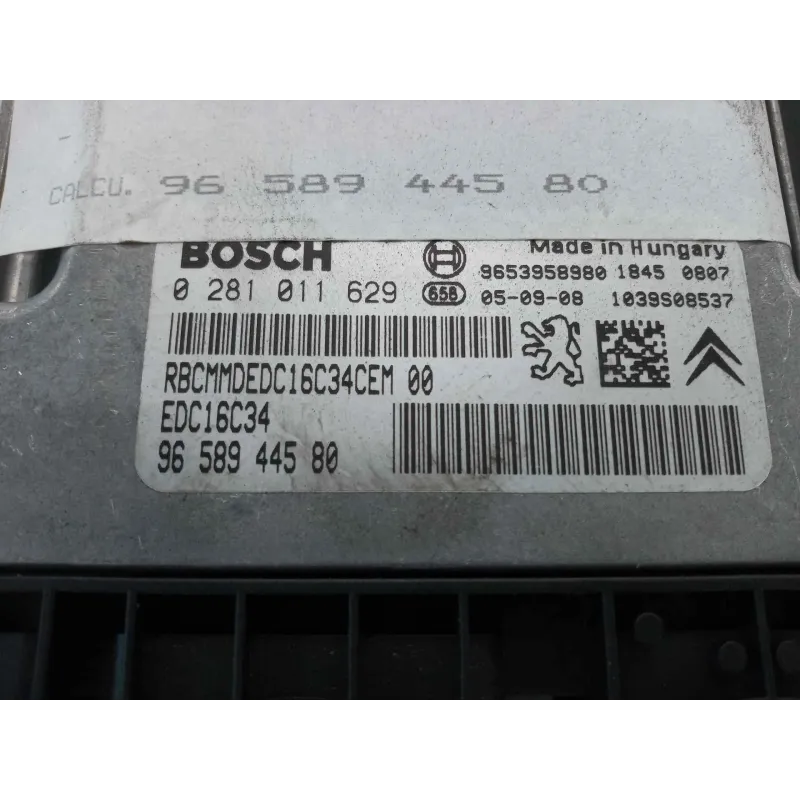 CALCU. 96 589 445 80
BOSCH
Made in Hungary
9653958980 1845 0807
0 281 011 629
658
05-09-08
1039S08537
RBCMMDEDC16C34CEM 00
EDC16C34
96 589 445 80